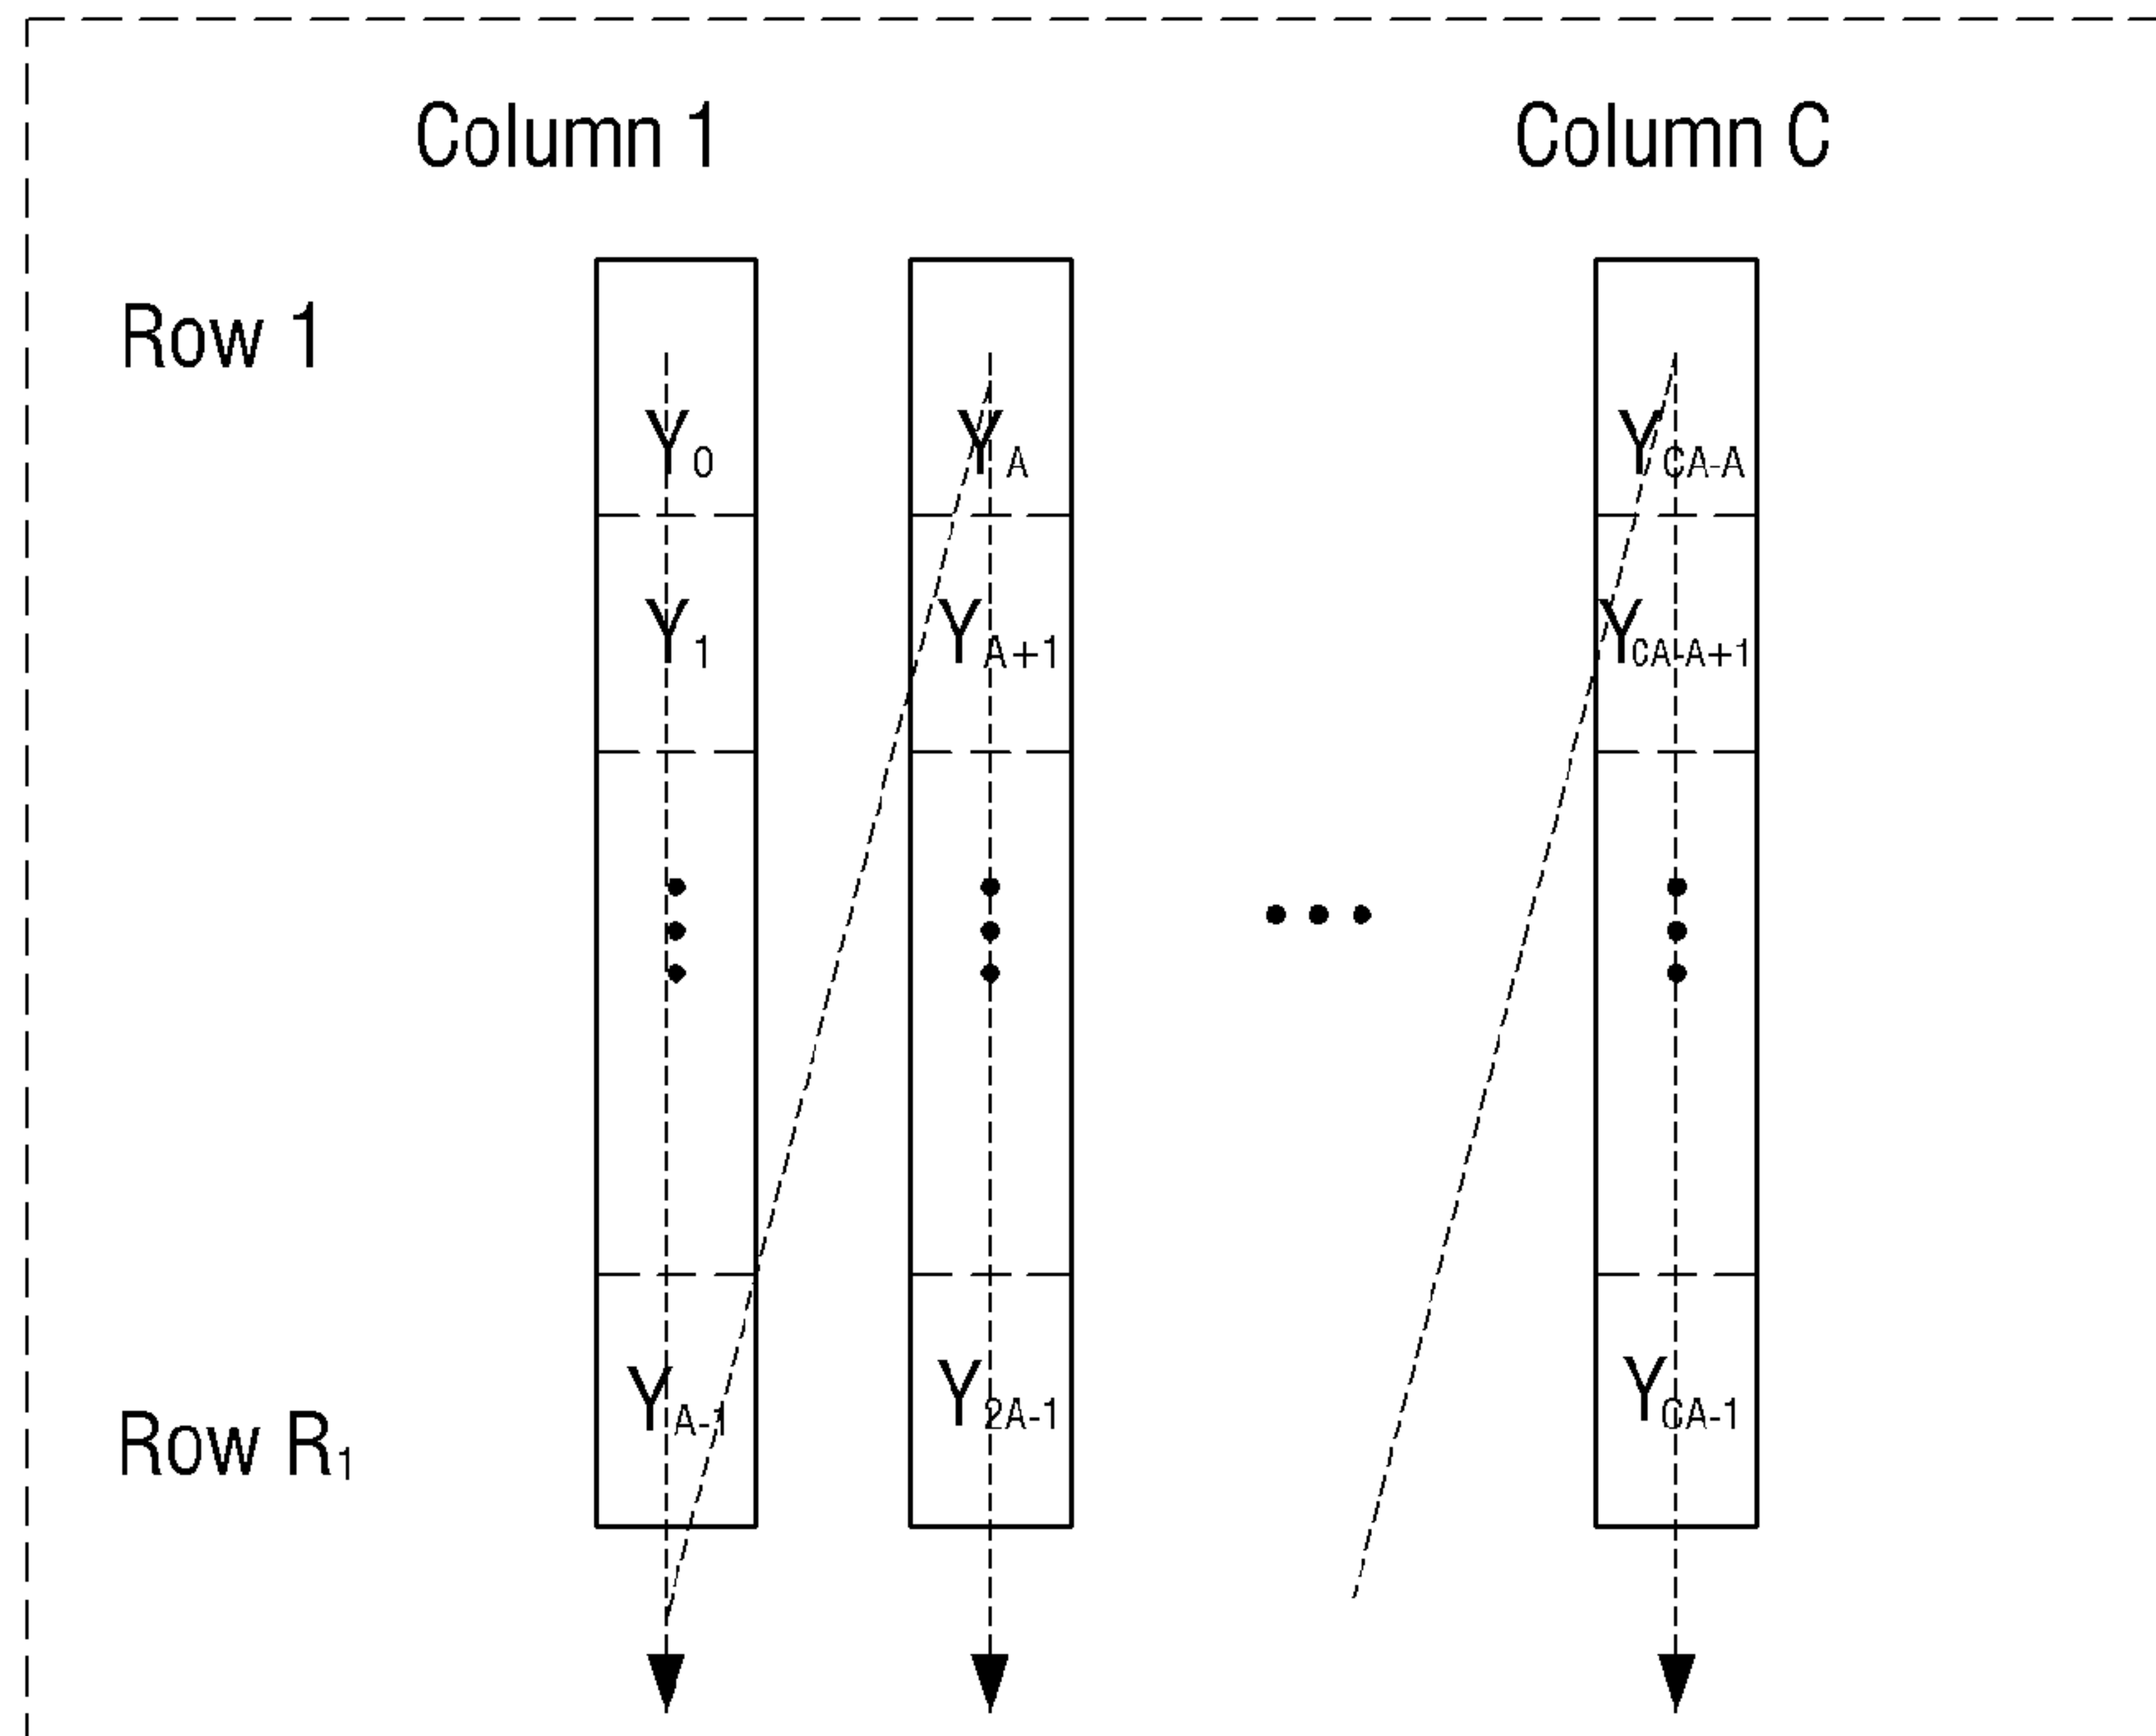 Column 1 Column C
Row 1
Y0 YA YCA-A
Y1 YA+1 YCA-A+1
YA-1 Y2A-1 YCA-1
Row R1